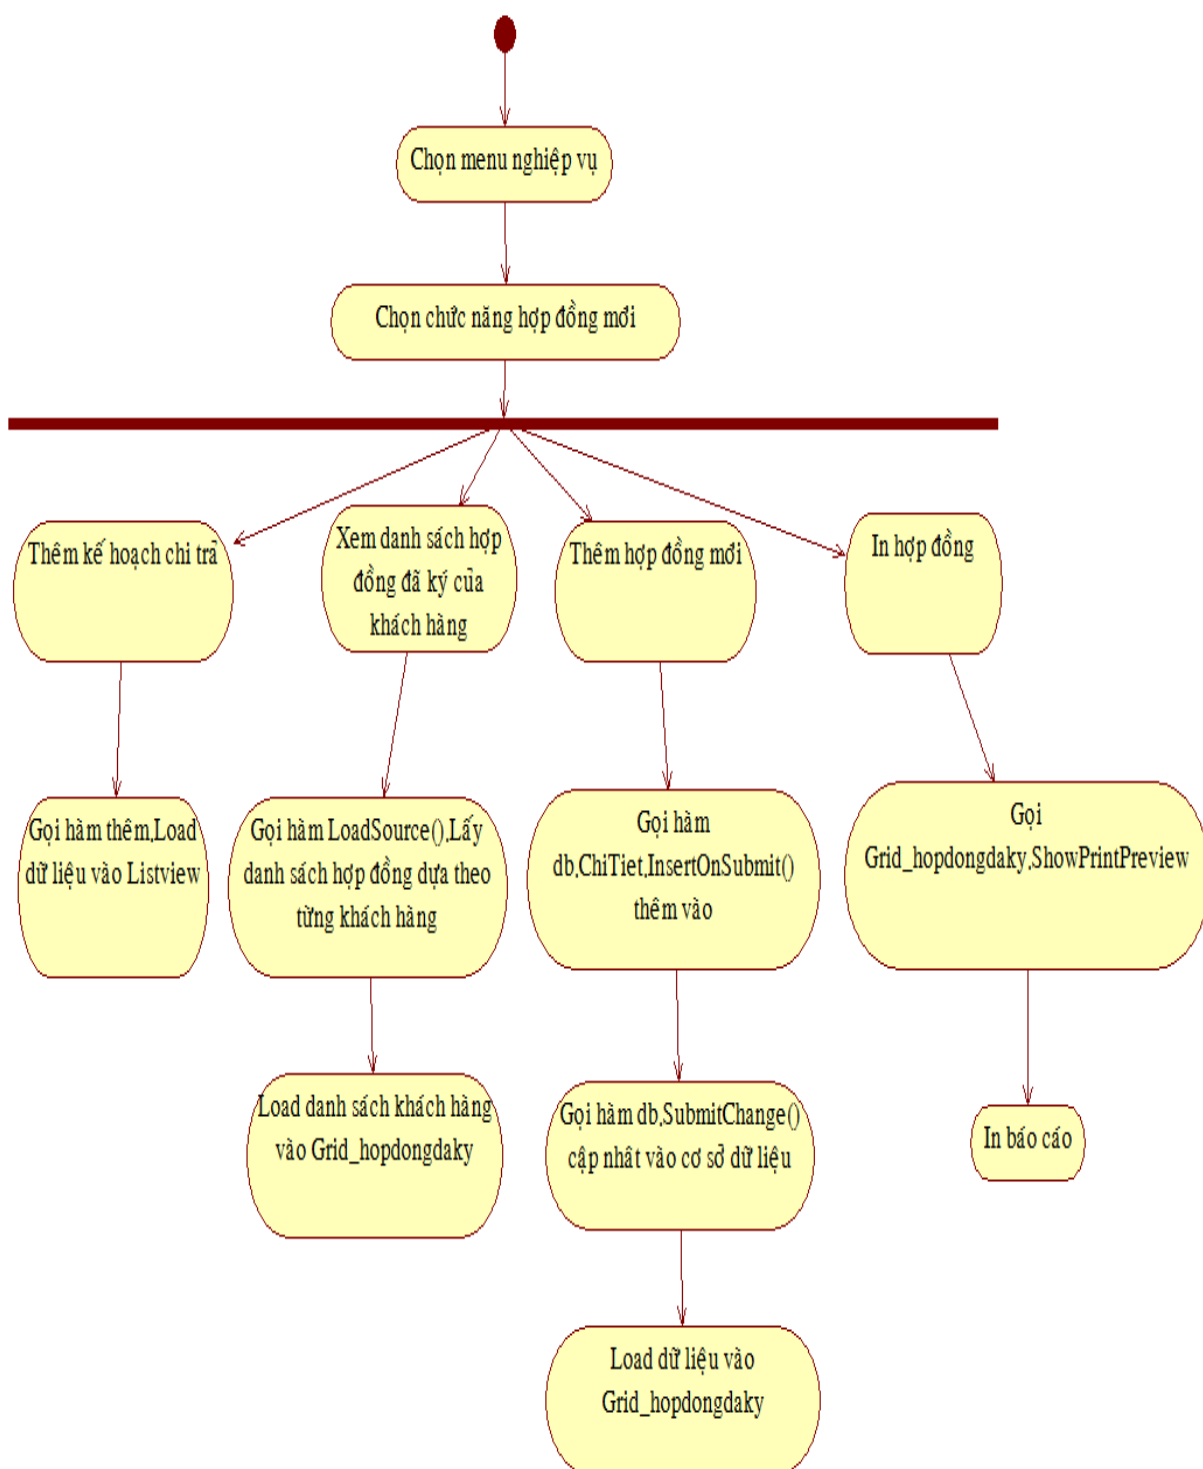 Chọn menu nghiệp vụ
Chọn chức năng hợp đồng mới
Thêm kế hoạch chi trả
Xem danh sách hợp
đồng đã ký của
khách hàng
Thêm hợp đồng mới
In hợp đồng
Gọi hàm thêm,Load
dữ liệu vào Listview
Gọi hàm LoadSource(),Lấy
danh sách hợp đồng dựa theo
từng khách hàng
Gọi hàm
db,ChiTiet,InsertOnSubmit()
thêm vào
Gọi
Grid_hopdongdaky,ShowPrintPreview
Load danh sách khách hàng
vào Grid_hopdongdaky
Gọi hàm db,SubmitChange()
cập nhât vào cơ sở dữ liệu
In báo cáo
Load dữ liệu vào
Grid_hopdongdaky